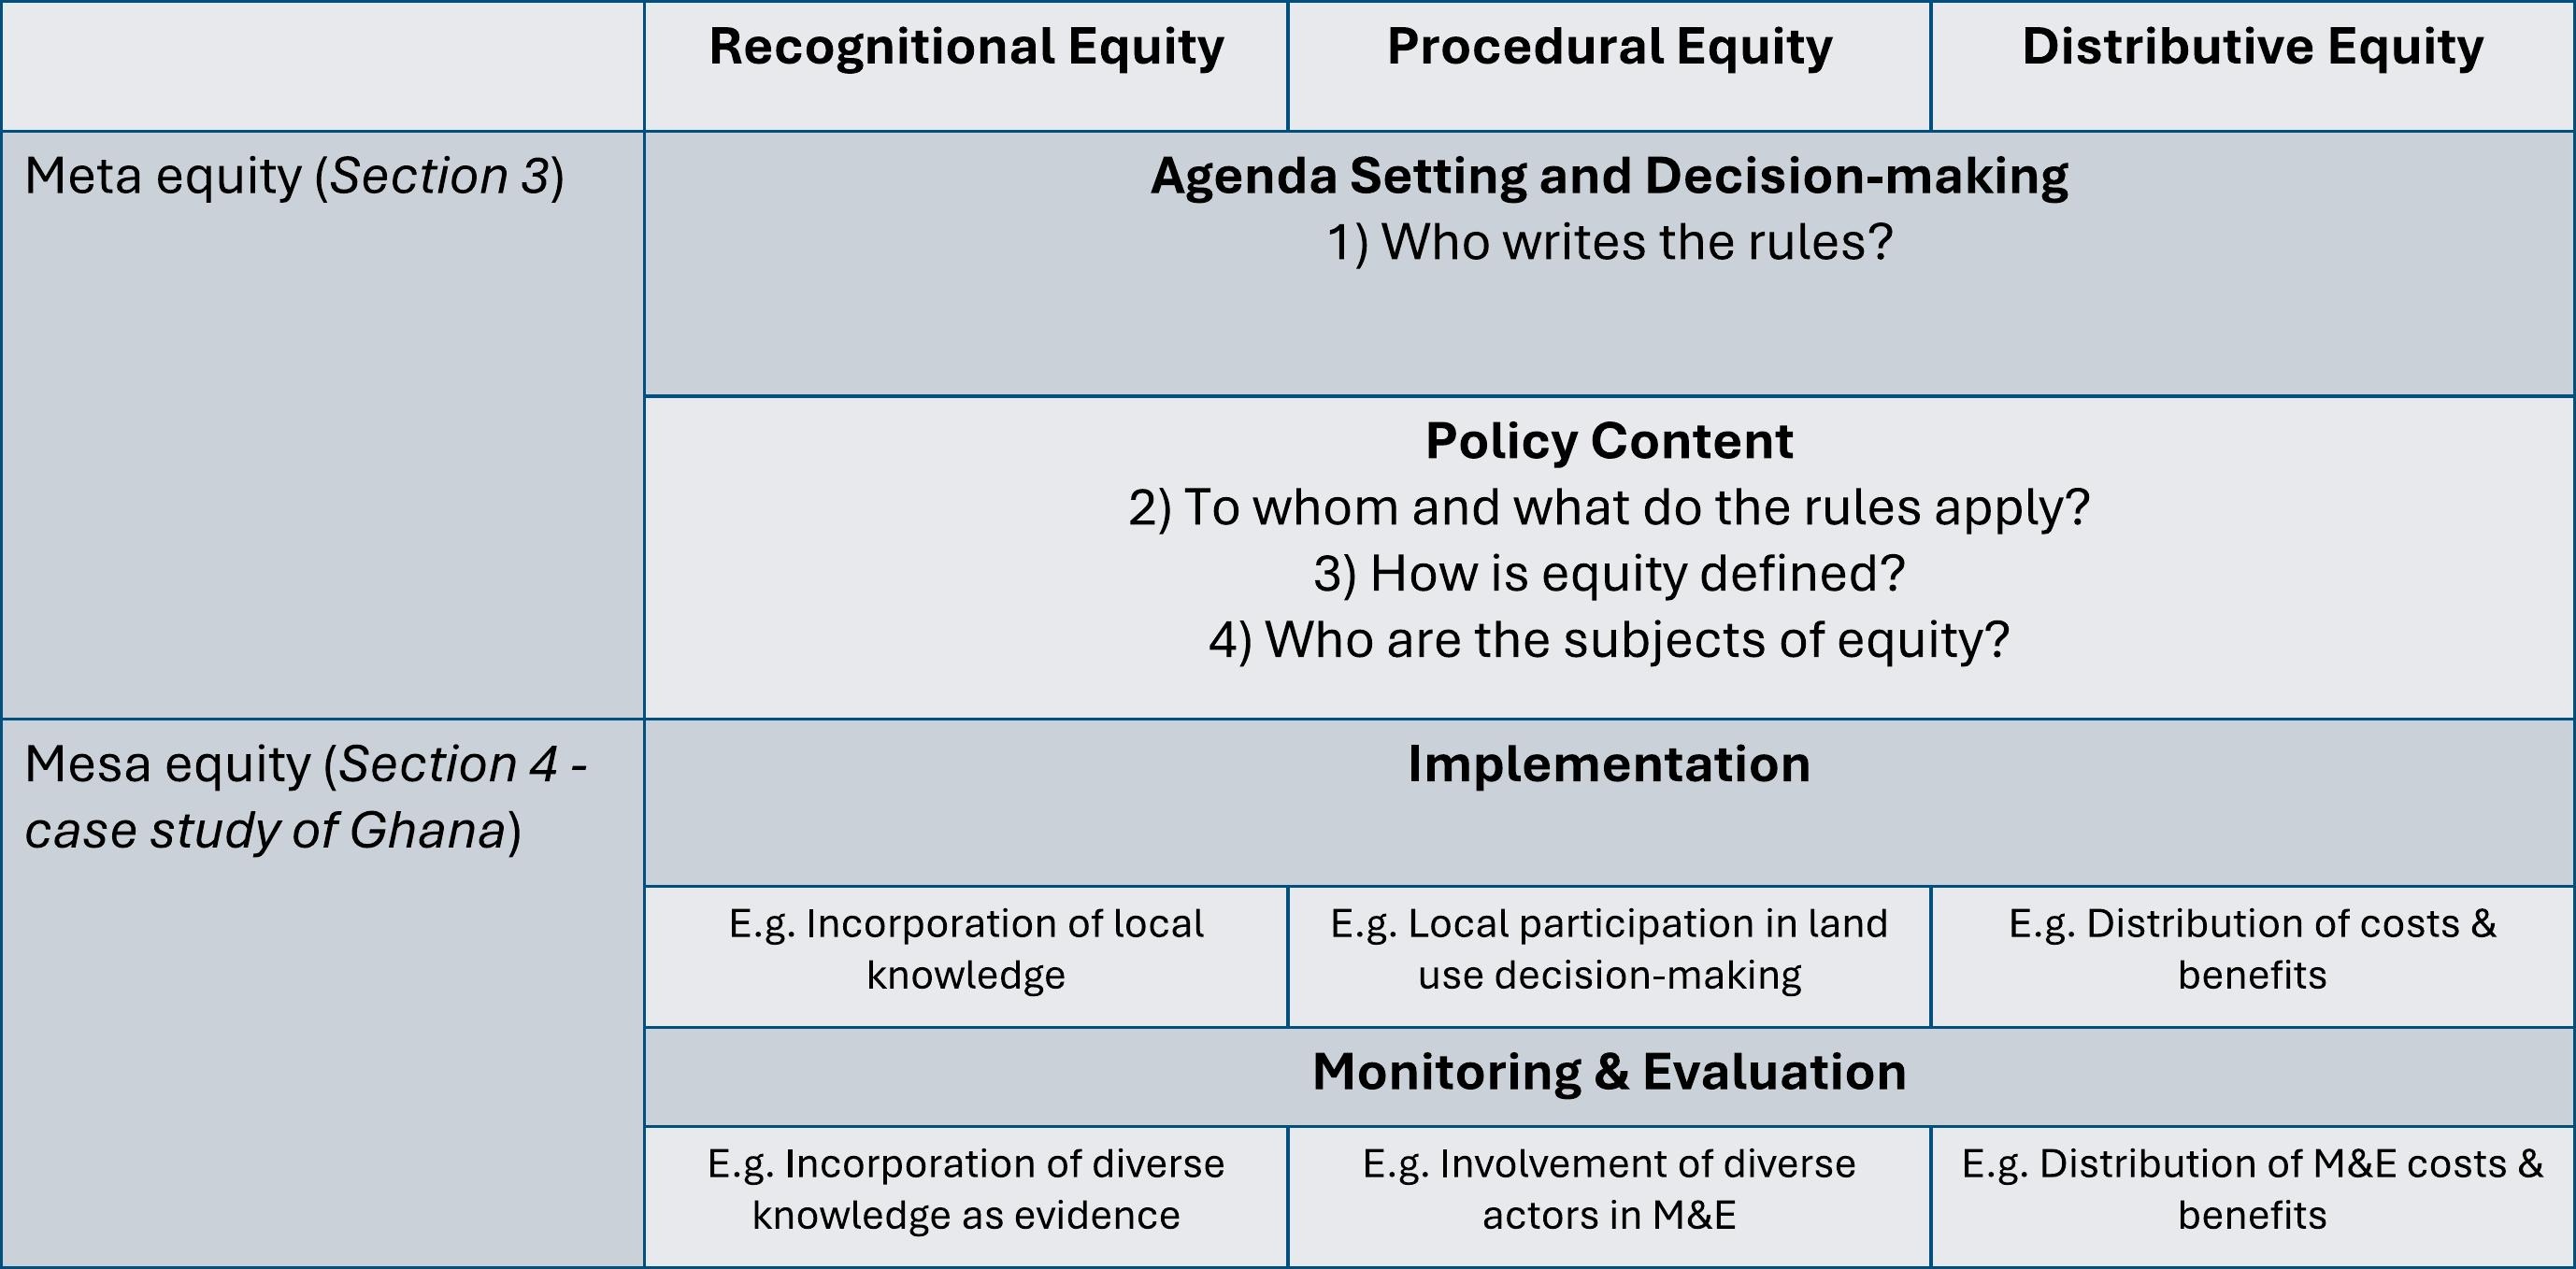 Recognitional Equity
Procedural Equity
Distributive Equity
Meta equity (Section 3)
Agenda Setting and Decision-making
1) Who writes the rules?
Policy Content
2) To whom and what do the rules apply?
3) How is equity defined?
4) Who are the subjects of equity?
Mesa equity (Section 4 -
case study of Ghana)
Implementation
E.g. Incorporation of local
knowledge
E.g. Local participation in land
use decision-making
E.g. Distribution of costs &
benefits
Monitoring & Evaluation
E.g. Incorporation of diverse
knowledge as evidence
E.g. Involvement of diverse
actors in M&E
E.g. Distribution of M&E costs &
benefits